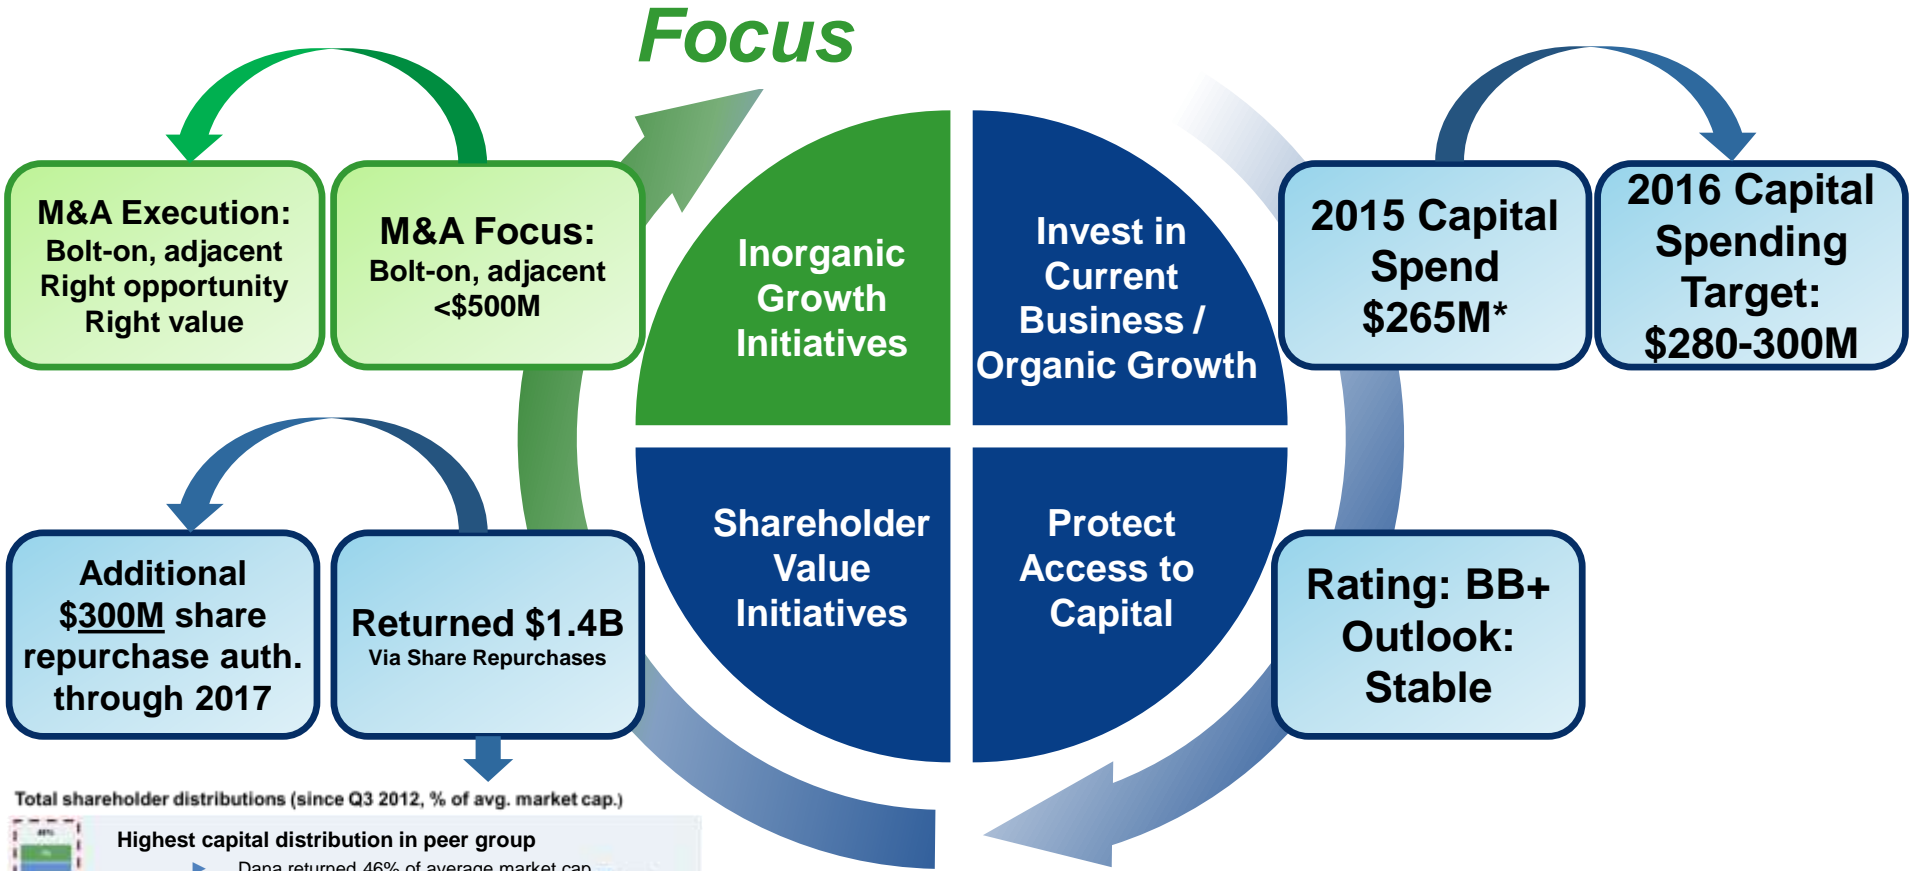 Focus
M&A Execution:
Bolt-on, adjacent
Right opportunity
Right value
M&A Focus:
Bolt-on, adjacent
<$500M
Inorganic
Growth
Initiatives
Invest in
Current
Business /
Organic Growth
2015 Capital
Spend
$265M*
2016 Capital
Spending
Target:
$280-300M
Additional
$300M share
repurchase auth.
through 2017
Returned $1.4B
Via Share Repurchases
Shareholder
Value
Initiatives
Protect
Access to
Capital
Rating: BB+
Outlook:
Stable
Total shareholder distributions (since Q3 2012, % of avg. market cap.)
Highest capital distribution in peer group
Dana returned 46% of average market cap